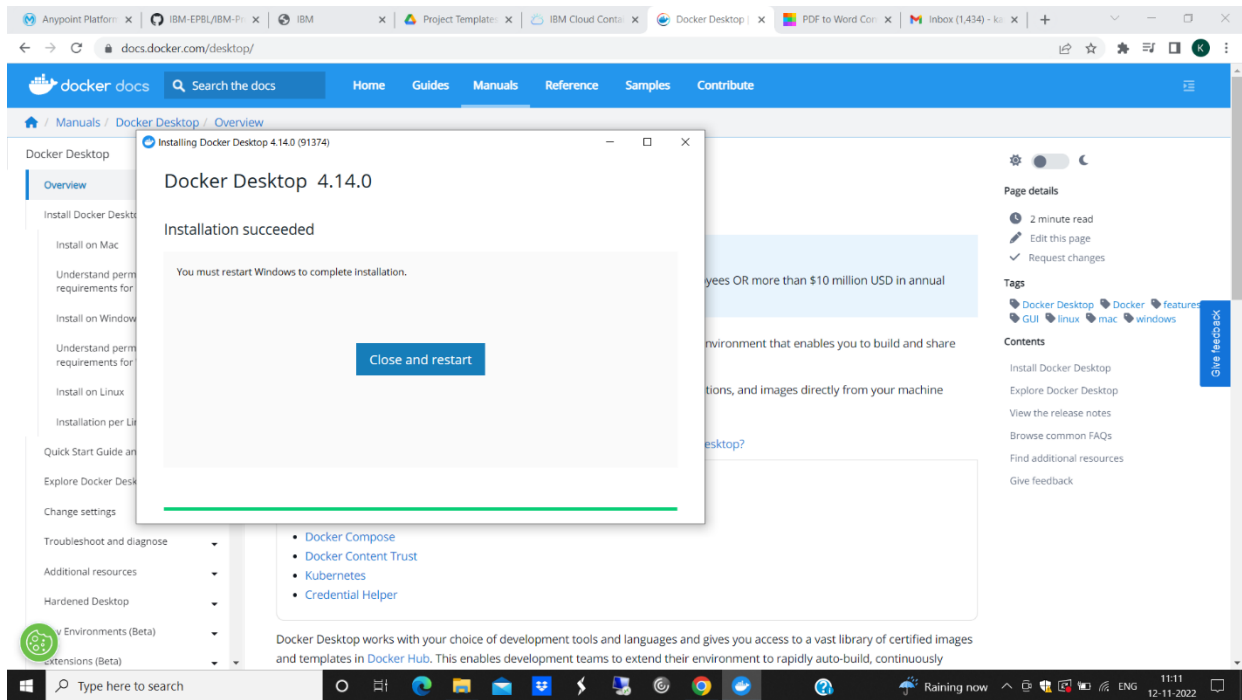 Anypoint Platform
IBM-EPBL/IBM-Pr
IBM
Project Templates
IBM Cloud Conta
Docker Desktop |
PDF to Word Con
Inbox (1,434) - ka
docs.docker.com/desktop/
K
docker docs
Search the docs
Home
Guides
Manuals
Reference
Samples
Contribute
/ Manuals / Docker Desktop / Overview
Docker Desktop
Overview
Install Docker Deskto
Install on Mac
Understand perm
requirements for
Install on Window
Understand perm
requirements for
Install on Linux
Installation per Lin
Quick Start Guide an
Explore Docker Desk
Change settings
Troubleshoot and diagnose
Additional resources
Hardened Desktop
v Environments (Beta)
Extensions (Beta)
Installing Docker Desktop 4.14.0 (91374)
Docker Desktop 4.14.0
Installation succeeded
You must restart Windows to complete installation.
Close and restart
yees OR more than $10 million USD in annual
nvironment that enables you to build and share
tions, and images directly from your machine
esktop?
• Docker Compose
• Docker Content Trust
• Kubernetes
• Credential Helper
Docker Desktop works with your choice of development tools and languages and gives you access to a vast library of certified images
and templates in Docker Hub. This enables development teams to extend their environment to rapidly auto-build, continuously
Page details
2 minute read
Edit this page
Request changes
Tags
Docker Desktop Docker features
GUI linux mac windows
Contents
Install Docker Desktop
Explore Docker Desktop
View the release notes
Browse common FAQs
Find additional resources
Give feedback
Give feedback
Type here to search
Raining now
ENG
11:11
12-11-2022